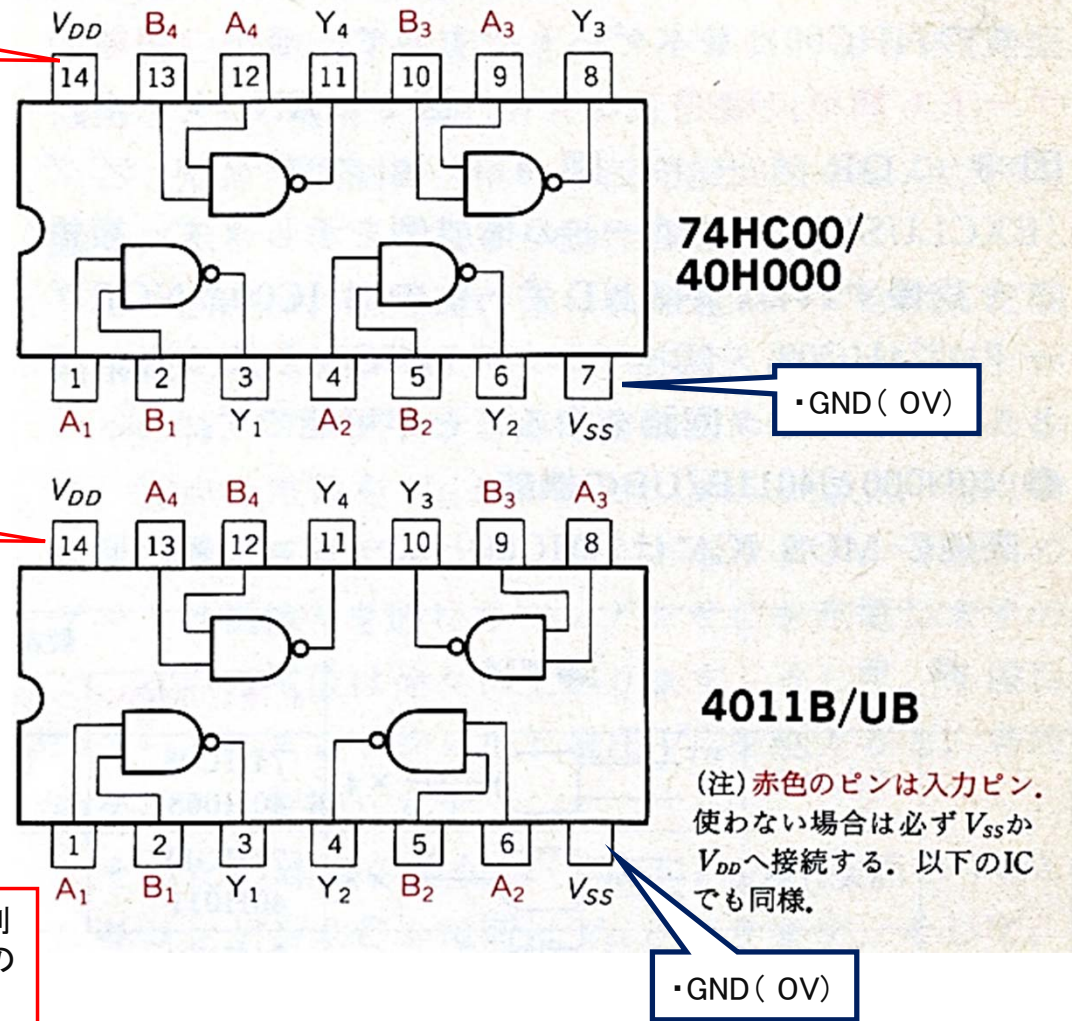 VDD B4 A4 Y4 B3 A3 Y3
14 13 12 11 10 9 8
74HC00/
40H000
1 2 3 4 5 6 7
A1 B1 Y1 A2 B2 Y2 VSS
・GND( 0V)
VDD A4 B4 Y4 Y3 B3 A3
14 13 12 11 10 9 8
4011B/UB
(注)赤色のピンは入力ピン.
使わない場合は必ずVssか
VDDへ接続する. 以下のIC
でも同様.
1 2 3 4 5 6
A1 B1 Y1 Y2 B2 A2 VSS
・GND( 0V)
の